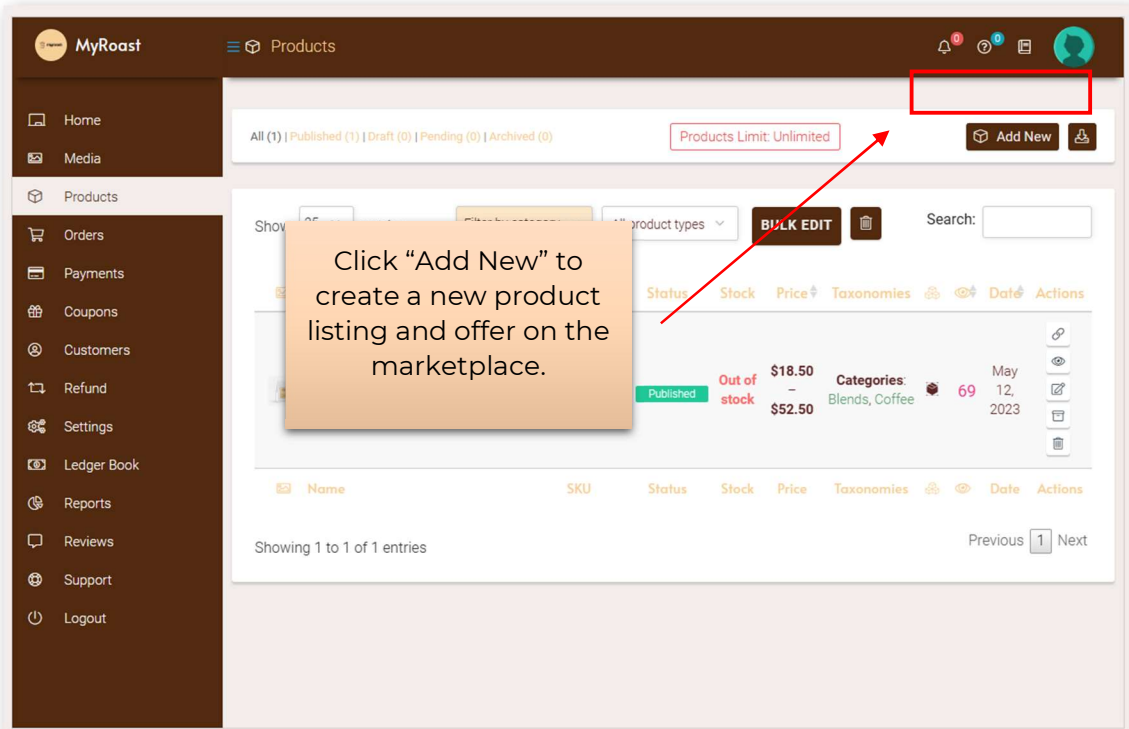 MyRoast
Products
0
0
Home
Media
Products
Orders
Payments
Coupons
Customers
Refund
Settings
Ledger Book
Reports
Reviews
Support
Logout
All (1) | Published (1) | Draft (0) | Pending (0) | Archived (0)
Products Limit: Unlimited
Add New
Show
product types
BULK EDIT
Search:
Click “Add New” to
create a new product
listing and offer on the
marketplace.
Status Stock Price Taxonomies Date Actions
Published
Out of
stock
$18.50
–
$52.50
Categories:
Blends, Coffee
69
May
12,
2023
Name SKU Status Stock Price Taxonomies Date Actions
Showing 1 to 1 of 1 entries
Previous 1 Next